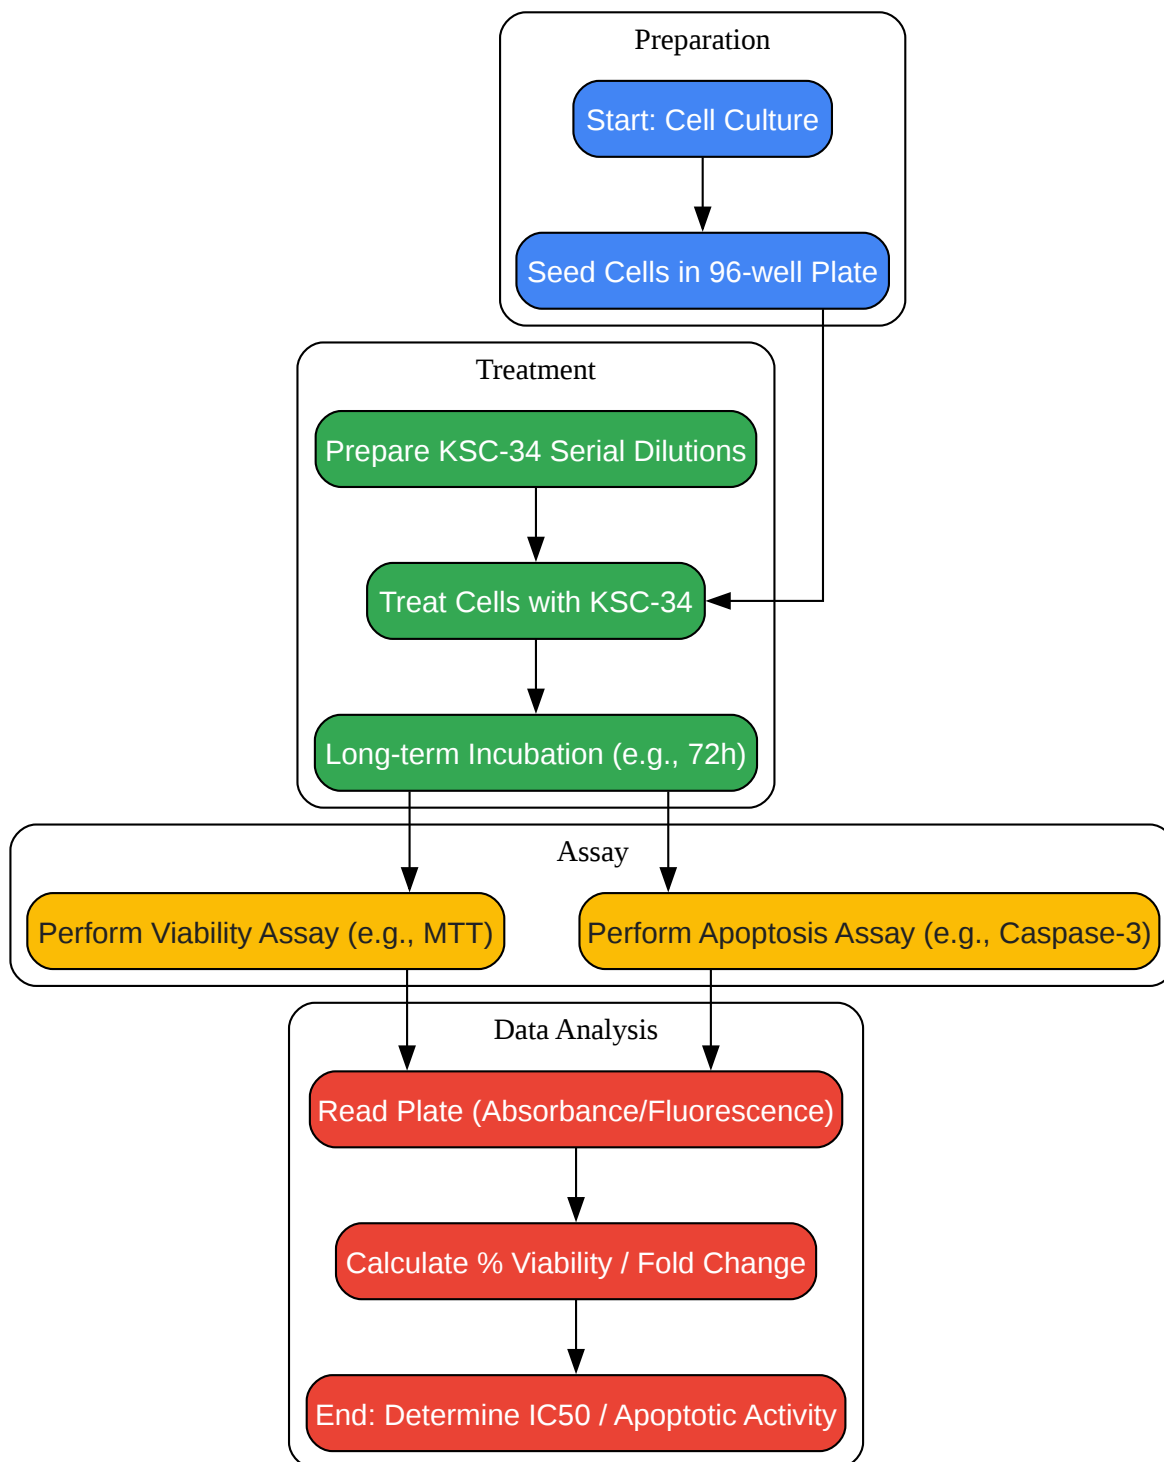 Preparation
Start: Cell Culture
Seed Cells in 96-well Plate
Treatment
Prepare KSC-34 Serial Dilutions
Treat Cells with KSC-34
Long-term Incubation (e.g., 72h)
Assay
Perform Viability Assay (e.g., MTT)
Perform Apoptosis Assay (e.g., Caspase-3)
Data Analysis
Read Plate (Absorbance/Fluorescence)
Calculate % Viability / Fold Change
End: Determine IC50 / Apoptotic Activity